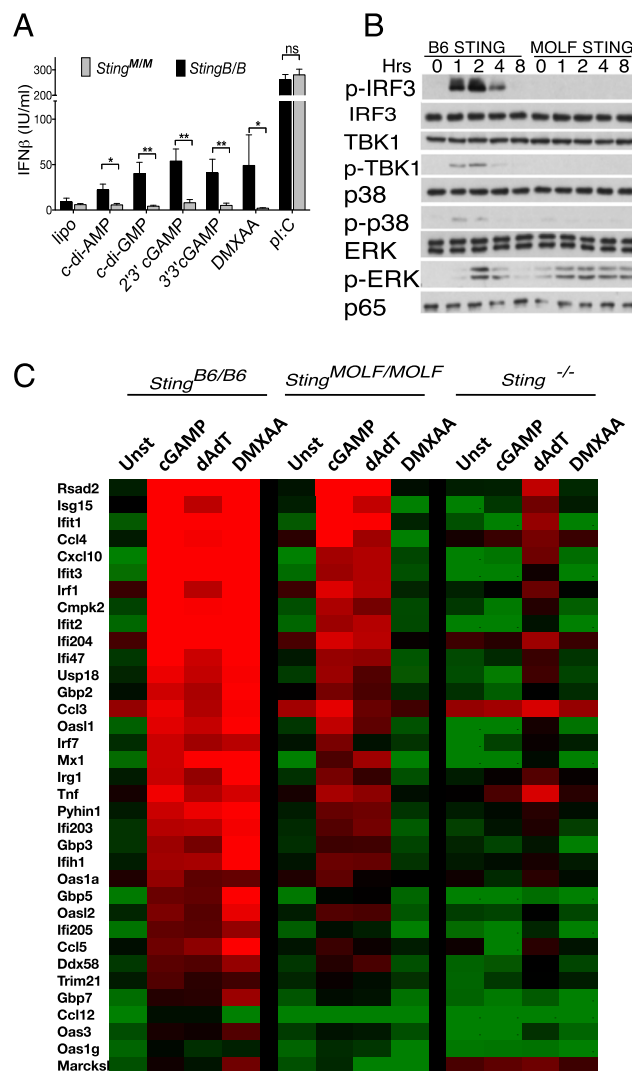 A
Sting M/M StingB/B
ns
IFNβ (IU/ml)
300
200
100
50
0
* ** ** ** *
lipo c-di-AMP c-di-GMP 2'3' cGAMP 3'3'cGAMP DMXAA pI:C
B
B6 STING MOLF STING
Hrs 0 1 2 4 8 0 1 2 4 8
p-IRF3
IRF3
TBK1
p-TBK1
p38
p-p38
ERK
p-ERK
p65
C
Sting B6/B6 Sting MOLF/MOLF Sting -/-
Unst cGAMP dAdT DMXAA Unst cGAMP dAdT DMXAA Unst cGAMP dAdT DMXAA
Rsad2
Isg15
Ifit1
Ccl4
Cxcl10
Ifit3
Irf1
Cmpk2
Ifit2
Ifi204
Ifi47
Usp18
Gbp2
Ccl3
Oasl1
Irf7
Mx1
Irg1
Tnf
Pyhin1
Ifi203
Gbp3
Ifih1
Oas1a
Gbp5
Oasl2
Ifi205
Ccl5
Ddx58
Trim21
Gbp7
Ccl12
Oas3
Oas1g
Marcksl